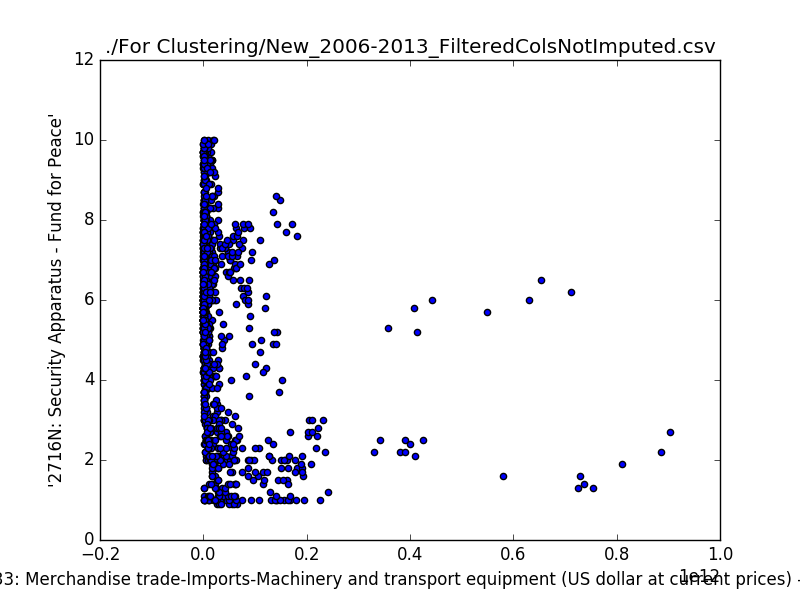 ./For Clustering/New_2006-2013_FilteredColsNotImputed.csv
12
10
8
6
4
2
0
'2716N: Security Apparatus - Fund for Peace'
−0.2 0.0 0.2 0.4 0.6 0.8 1.0
1e12
33: Merchandise trade-Imports-Machinery and transport equipment (US dollar at current prices) -